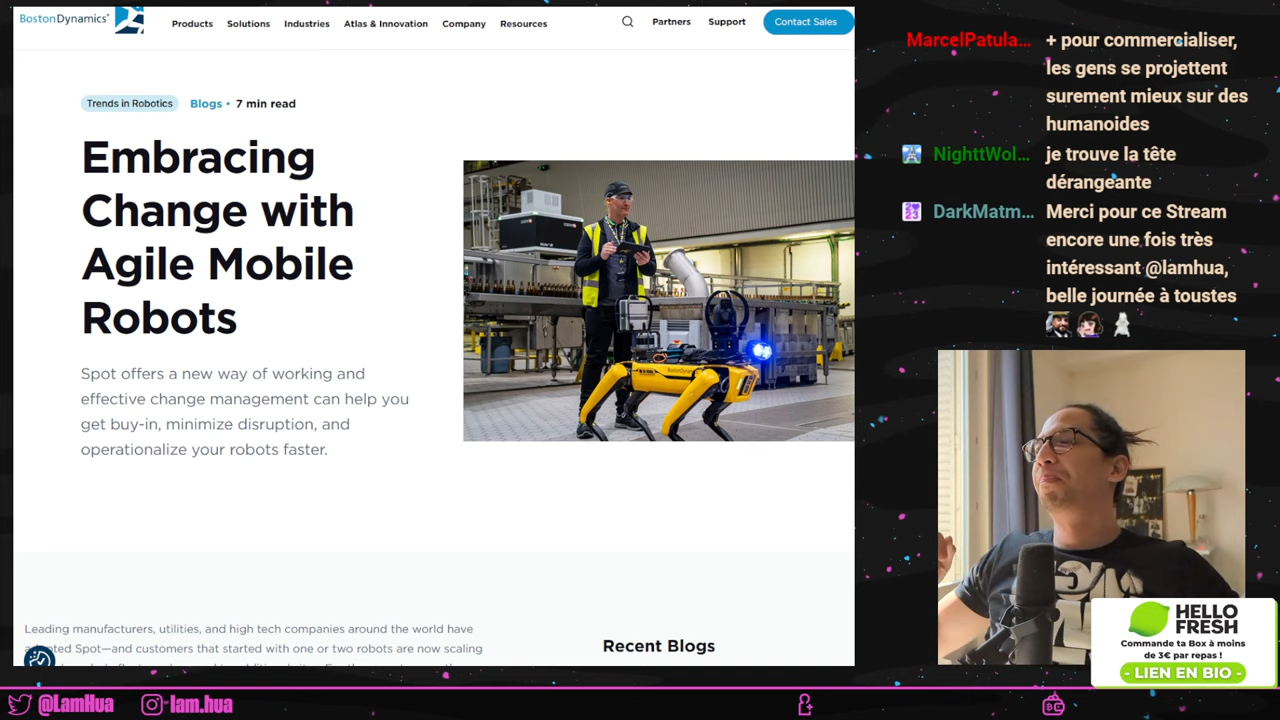 BostonDynamics
Products Solutions Industries Atlas & Innovation Company Resources
Partners Support Contact Sales
Trends in Robotics Blogs • 7 min read
Embracing
Change with
Agile Mobile
Robots
Spot offers a new way of working and
effective change management can help you
get buy-in, minimize disruption, and
operationalize your robots faster.
Leading manufacturers, utilities, and high tech companies around the world have
Spot—and customers that started with one or two robots are now scaling
Recent Blogs
MarcelPatula... + pour commercialiser,
les gens se projettent
surement mieux sur des
humanoides
NighttWol... je trouve la tête
dérangeante
DarkMatm... Merci pour ce Stream
encore une fois très
intéressant @lamhua,
belle journée à toustes
HELLO
FRESH
Commande ta Box à moins
de 3€ par repas !
- LIEN EN BIO -
@LamHua lam.hua